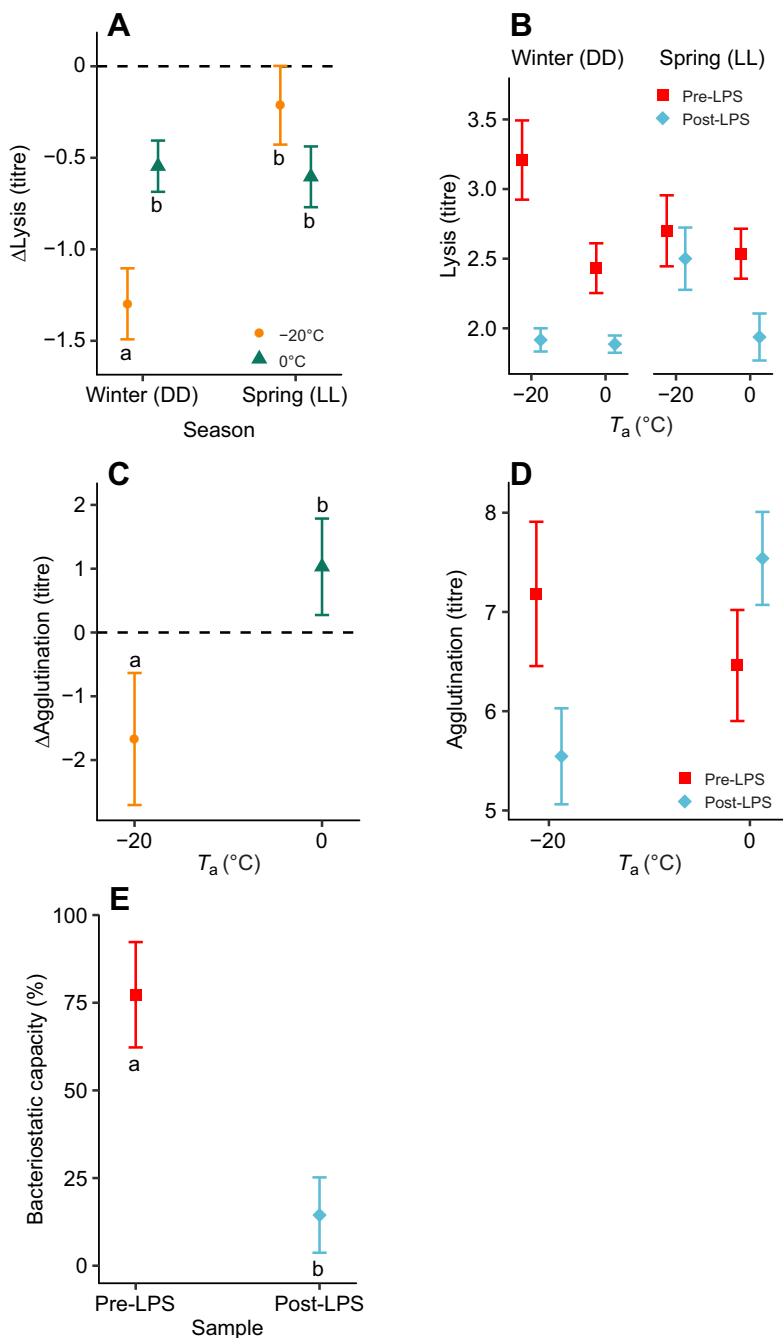 A
ΔLysis (titre)
0
−0.5
−1.0
−1.5
b
b
b
a
−20°C
0°C
Winter (DD)
Spring (LL)
Season
B
Winter (DD)
Spring (LL)
Pre-LPS
Post-LPS
Lysis (titre)
3.5
3.0
2.5
2.0
−20
0
−20
0
Ta (°C)
C
ΔAgglutination (titre)
2
1
0
−1
−2
b
a
−20
0
Ta (°C)
D
Agglutination (titre)
8
7
6
5
Pre-LPS
Post-LPS
−20
0
Ta (°C)
E
Bacteriostatic capacity (%)
100
75
50
25
0
a
b
Pre-LPS
Post-LPS
Sample